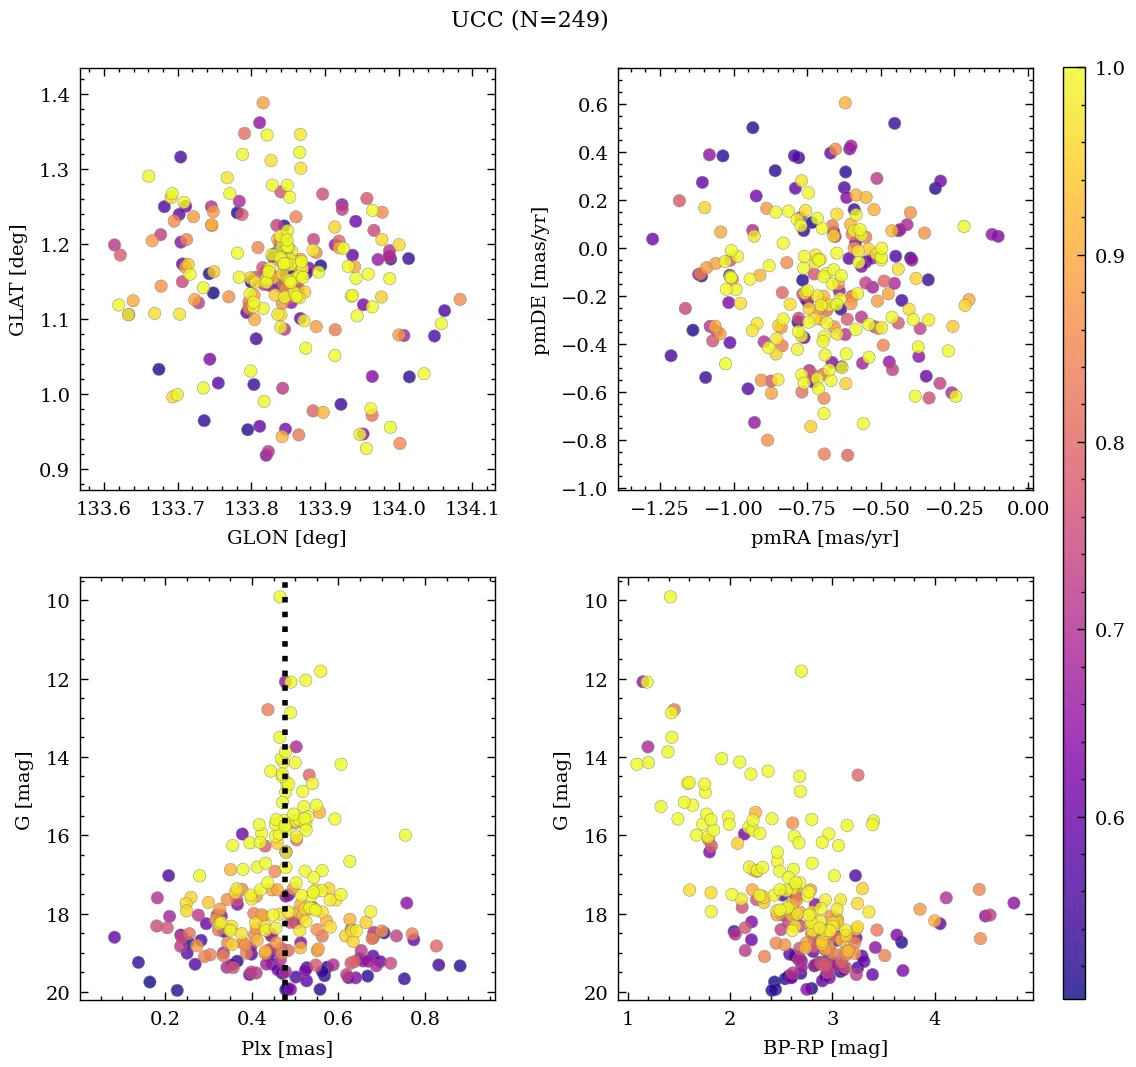 UCC (N=249)
1.4
1.3
1.2
1.1
1.0
0.9
133.6 133.7 133.8 133.9 134.0 134.1
GLON [deg]
GLAT [deg]
0.6
0.4
0.2
0.0
−0.2
−0.4
−0.6
−0.8
−1.0
−1.25 −1.00 −0.75 −0.50 −0.25 0.00
pmRA [mas/yr]
pmDE [mas/yr]
10
12
14
16
18
20
0.2 0.4 0.6 0.8
Plx [mas]
G [mag]
10
12
14
16
18
20
1 2 3 4
BP-RP [mag]
G [mag]
1.0
0.9
0.8
0.7
0.6